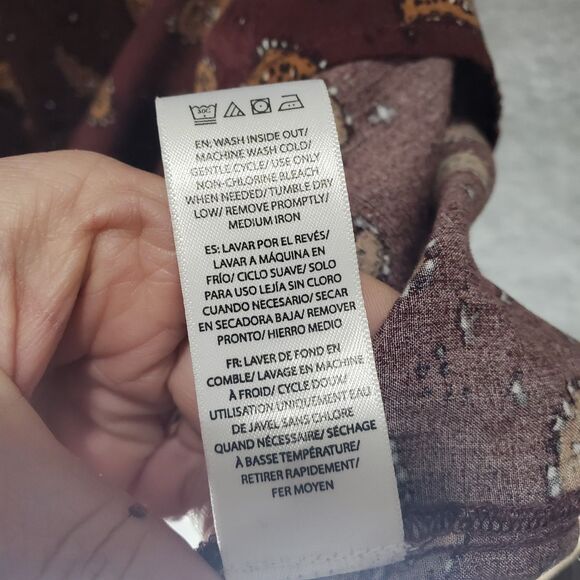 30C
EN: WASH INSIDE OUT/
MACHINE WASH COLD/
GENTLE CYCLE/ USE ONLY
NON-CHLORINE BLEACH
WHEN NEEDED/ TUMBLE DRY
LOW/ REMOVE PROMPTLY/
MEDIUM IRON
ES: LAVAR POR EL REVÉS/
LAVAR A MÁQUINA EN
FRÍO/ CICLO SUAVE/ SOLO
PARA USO LEJÍA SIN CLORO
CUANDO NECESARIO/ SECAR
EN SECADORA BAJA/ REMOVER
PRONTO/ HIERRO MEDIO
FR: LAVER DE FOND EN
COMBLE/ LAVAGE EN MACHINE
À FROID/ CYCLE DOUX/
UTILISATION UNIQUEMENT EAU
DE JAVEL SANS CHLORE
QUAND NÉCESSAIRE/ SÉCHAGE
À BASSE TEMPÉRATURE/
RETIRER RAPIDEMENT/
FER MOYEN